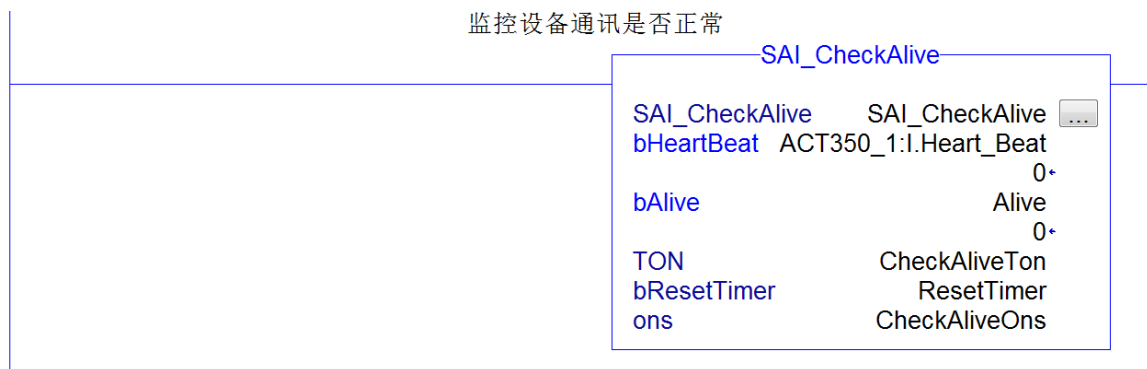 监控设备通讯是否正常
SAI_CheckAlive
SAI_CheckAlive SAI_CheckAlive ...
bHeartBeat ACT350_1:I.Heart_Beat
0
bAlive Alive
0
TON CheckAliveTon
bResetTimer ResetTimer
ons CheckAliveOns